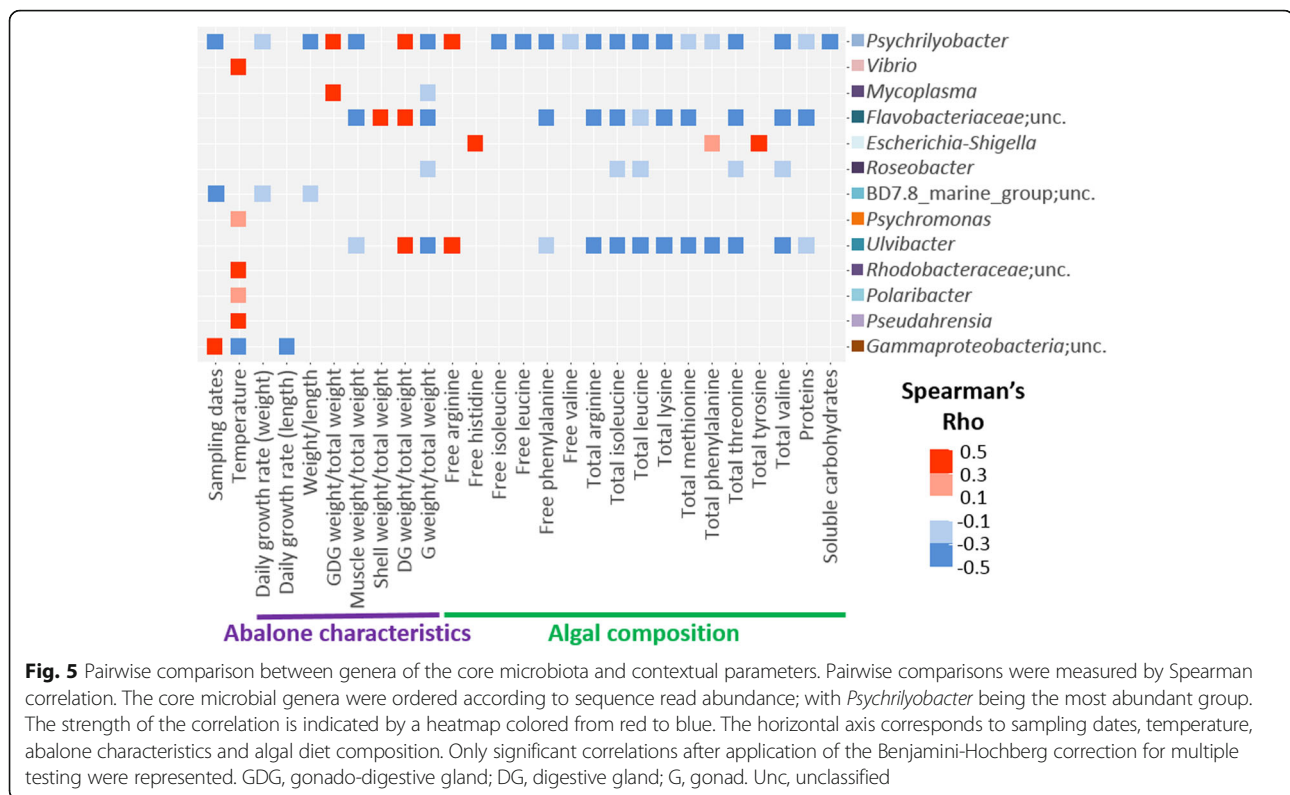 Psychrilyobacter
Vibrio
Mycoplasma
Flavobacteriaceae;unc.
Escherichia-Shigella
Roseobacter
BD7.8_marine_group;unc.
Psychromonas
Ulvibacter
Rhodobacteraceae;unc.
Polaribacter
Pseudahrensia
Gammaproteobacteria;unc.
Sampling dates
Temperature
Daily growth rate (weight)
Weight/length
Daily growth rate (length)
GDG weight/total weight
Muscle weight/total weight
Shell weight/total weight
DG weight/total weight
G weight/total weight
Free arginine
Free histidine
Free isoleucine
Free leucine
Free phenylalanine
Free valine
Total arginine
Total isoleucine
Total leucine
Total lysine
Total methionine
Total phenylalanine
Total threonine
Total tyrosine
Total valine
Proteins
Soluble carbohydrates
Spearman's
Rho
0.5
0.3
0.1
-0.1
-0.3
-0.5
Abalone characteristics
Algal composition
Fig. 5 Pairwise comparison between genera of the core microbiota and contextual parameters. Pairwise comparisons were measured by Spearman
correlation. The core microbial genera were ordered according to sequence read abundance; with Psychrilyobacter being the most abundant group.
The strength of the correlation is indicated by a heatmap colored from red to blue. The horizontal axis corresponds to sampling dates, temperature,
abalone characteristics and algal diet composition. Only significant correlations after application of the Benjamini-Hochberg correction for multiple
testing were represented. GDG, gonado-digestive gland; DG, digestive gland; G, gonad. Unc, unclassified